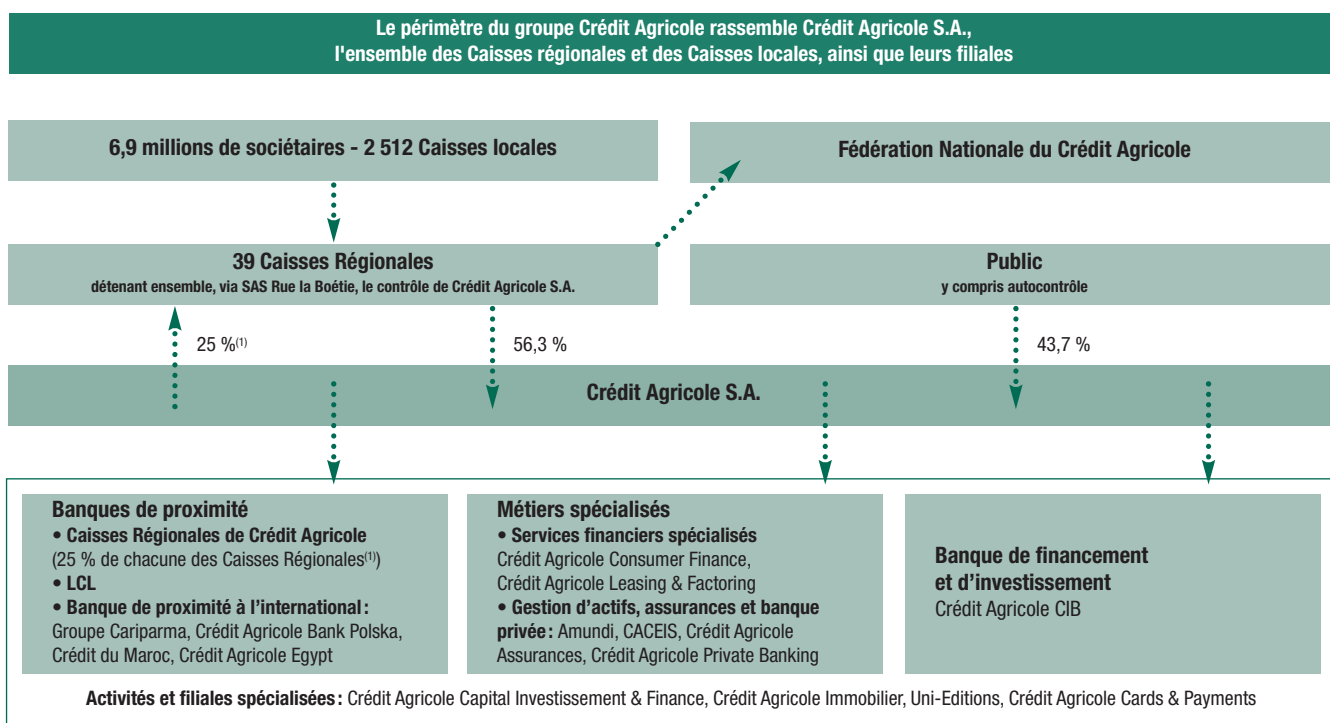 Le périmètre du groupe Crédit Agricole rassemble Crédit Agricole S.A.,
l'ensemble des Caisses régionales et des Caisses locales, ainsi que leurs filiales
6,9 millions de sociétaires - 2 512 Caisses locales
Fédération Nationale du Crédit Agricole
39 Caisses Régionales
détenant ensemble, via SAS Rue la Boétie, le contrôle de Crédit Agricole S.A.
Public
y compris autocontrôle
25 %(1)
56,3 %
43,7 %
Crédit Agricole S.A.
Banques de proximité
• Caisses Régionales de Crédit Agricole
(25 % de chacune des Caisses Régionales(1))
• LCL
• Banque de proximité à l'international :
Groupe Cariparma, Crédit Agricole Bank Polska,
Crédit du Maroc, Crédit Agricole Egypt
Métiers spécialisés
• Services financiers spécialisés
Crédit Agricole Consumer Finance,
Crédit Agricole Leasing & Factoring
• Gestion d'actifs, assurances et banque
privée : Amundi, CACEIS, Crédit Agricole
Assurances, Crédit Agricole Private Banking
Banque de financement
et d'investissement
Crédit Agricole CIB
Activités et filiales spécialisées : Crédit Agricole Capital Investissement & Finance, Crédit Agricole Immobilier, Uni-Editions, Crédit Agricole Cards & Payments